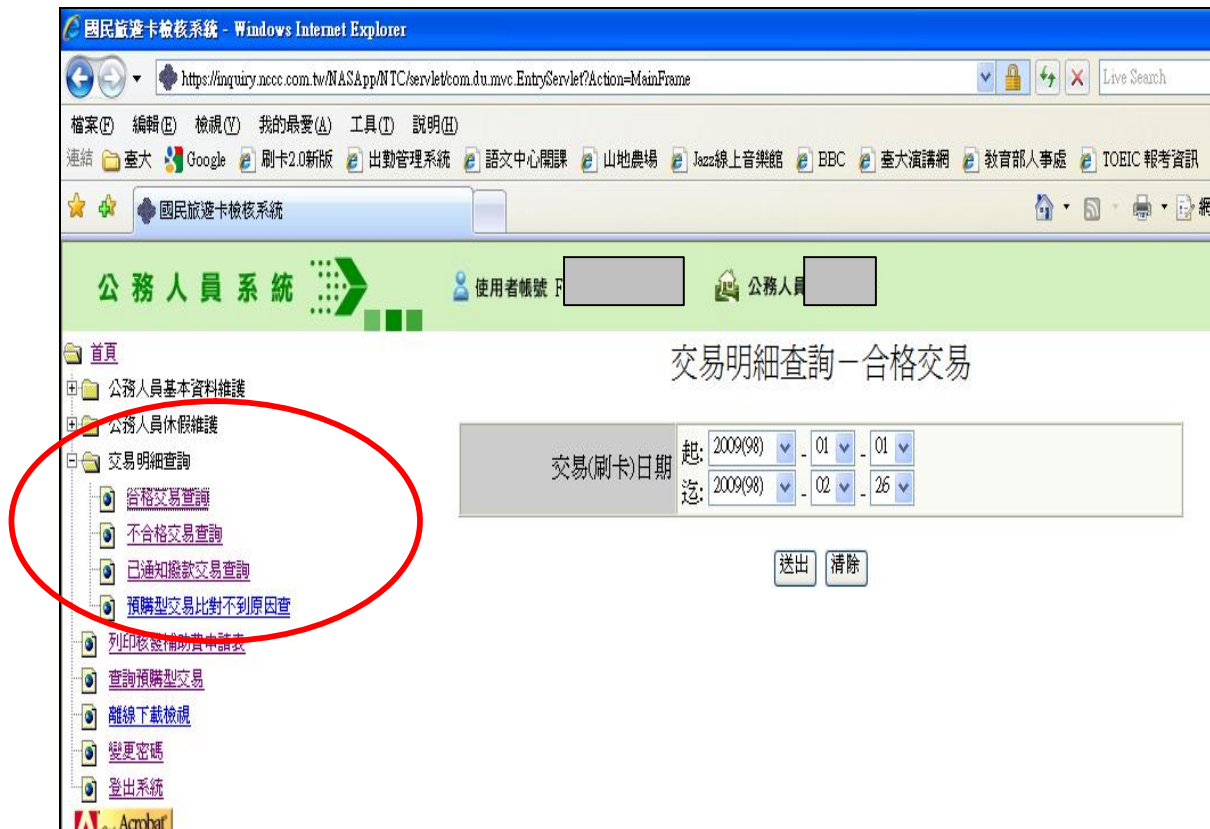 國民旅遊卡檢核系統 - Windows Internet Explorer
https://inquiry.nccc.com.tw/NASApp/NTC/servlet/com.du.mvc.EntryServlet?Action=MainFrame
Live Search
檔案(F) 編輯(E) 檢視(V) 我的最愛(A) 工具(T) 說明(H)
連結 臺大 Google 刷卡2.0新版 出勤管理系統 語文中心開課 山地農場 Jazz線上音樂館 BBC 臺大演講網 教育部人事處 TOEIC 報考資訊
國民旅遊卡檢核系統 網
公務人員系統 使用者帳號 F 公務人員
首頁
交易明細查詢－合格交易
公務人員基本資料維護
公務人員休假維護
交易明細查詢
合格交易查詢
不合格交易查詢
已通知撥款交易查詢
預購型交易比對不到原因查
列印核發補助費申請表
查詢預購型交易
離線下載檢視
變更密碼
登出系統
Acrobat
交易(刷卡)日期
起: 2009(98) - 01 - 01
迄: 2009(98) - 02 - 26
送出 清除